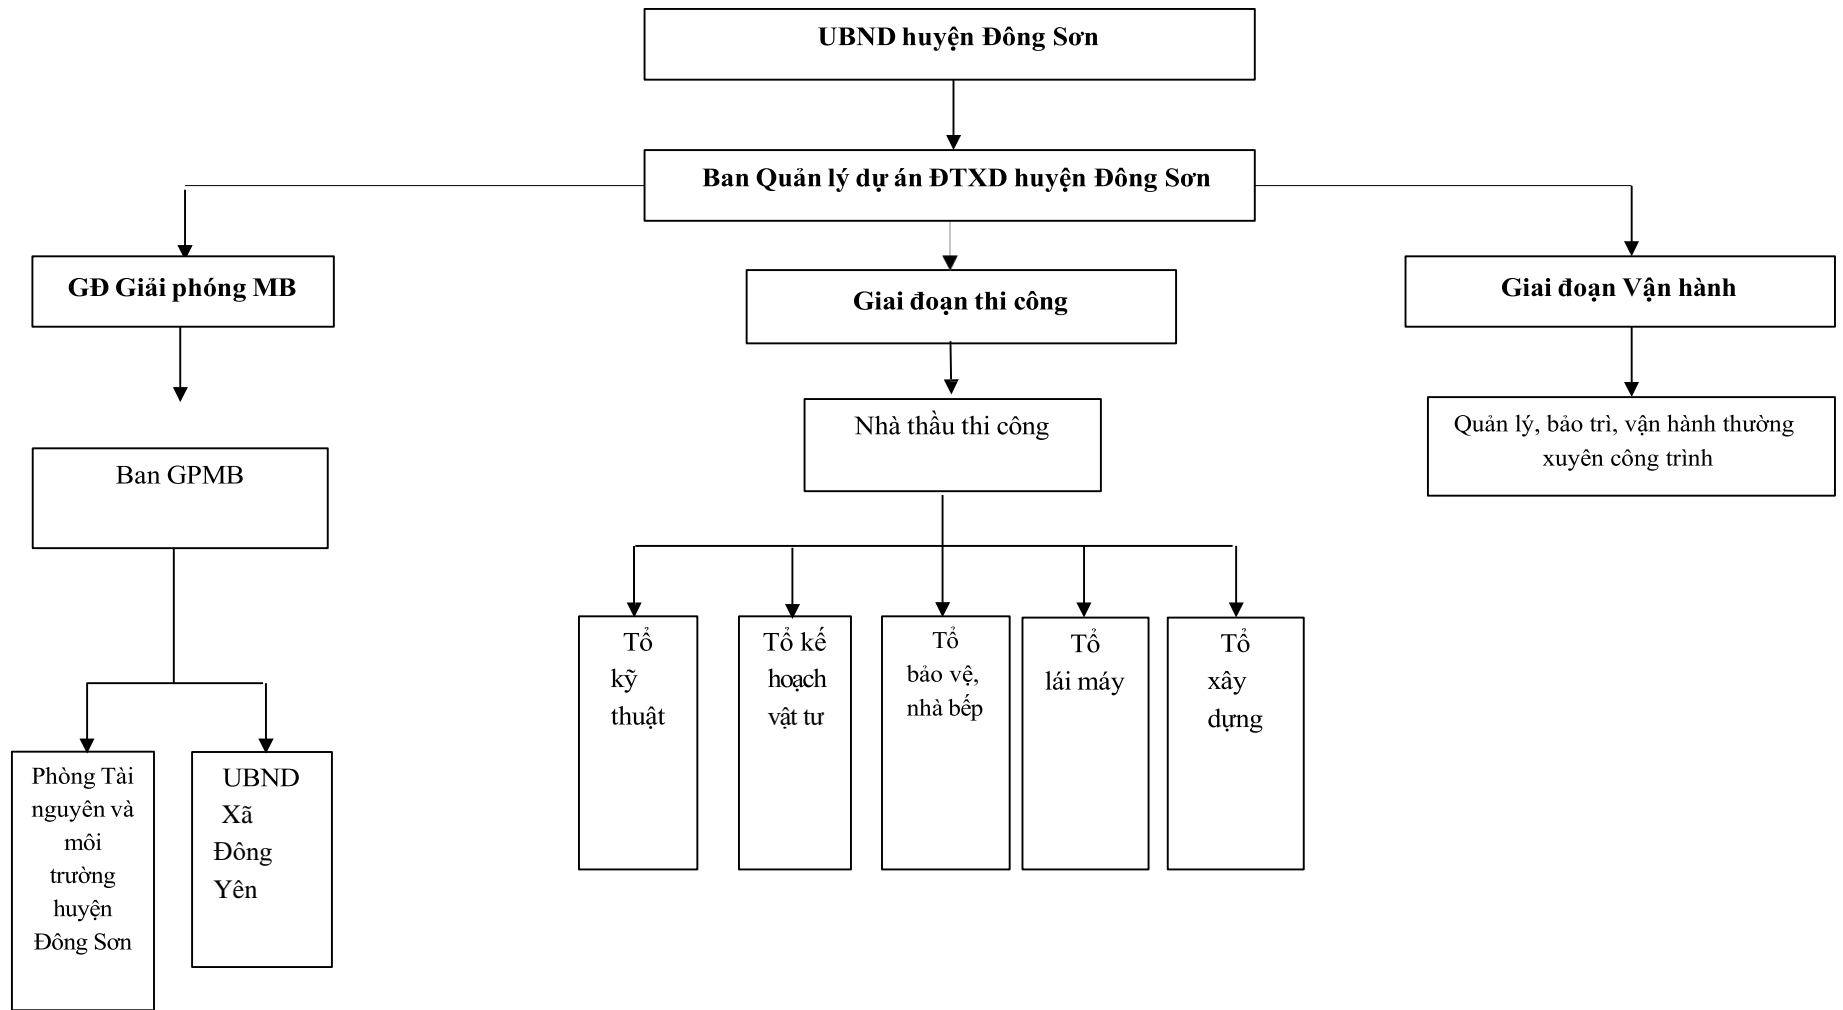 UBND huyện Đông Sơn
Ban Quản lý dự án ĐTXD huyện Đông Sơn
GĐ Giải phóng MB
Giai đoạn thi công
Giai đoạn Vận hành
Ban GPMB
Nhà thầu thi công
Quản lý, bảo trì, vận hành thường
xuyên công trình
Tổ
kỹ
thuật
Tổ kế
hoạch
vật tư
Tổ
bảo vệ,
nhà bếp
Tổ
lái máy
Tổ
xây
dựng
Phòng Tài
nguyên và
môi
trường
huyện
Đông Sơn
UBND
Xã
Đông
Yên